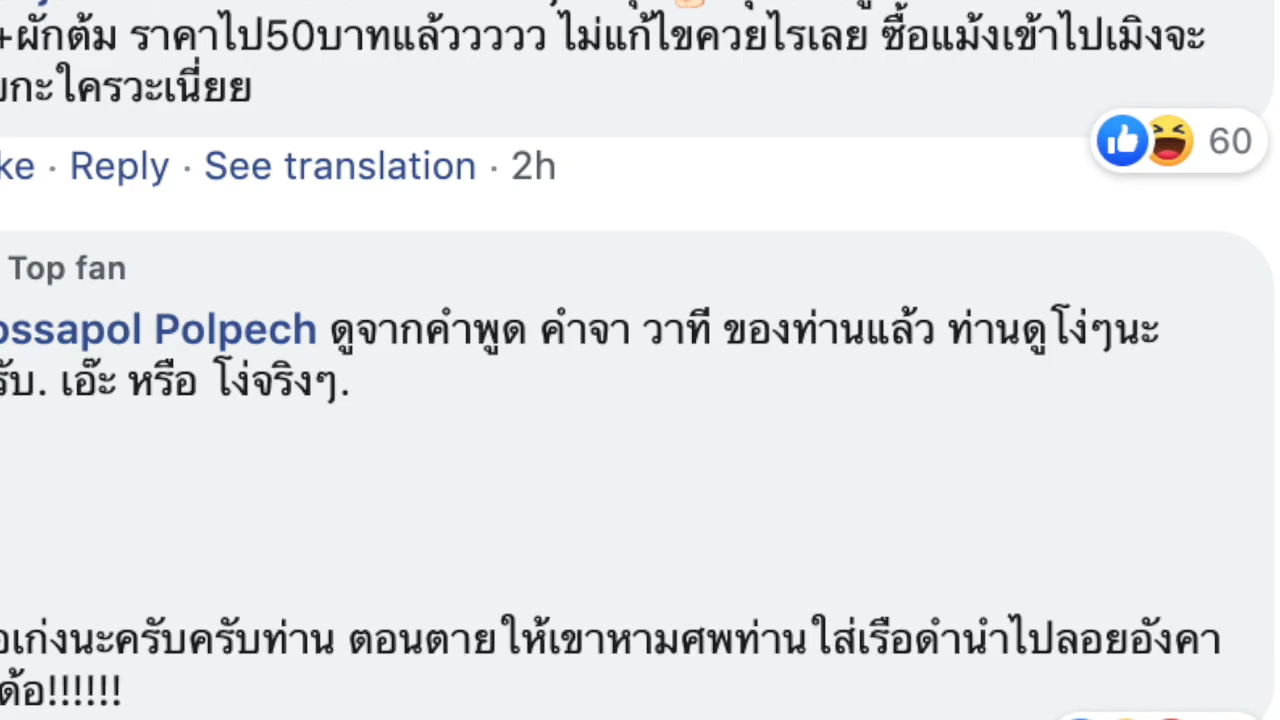 +ผักต้ม ราคาไป50บาทแล้วววววว ไม่แก้ไขควยไรเลย ซื้อแม้งเข้าไปเมิงจะ
กะใครวะเนี่ยย
60
ke · Reply · See translation · 2h
Top fan
ossapol Polpech ดูจากคำพูด คำจา วาที ของท่านแล้ว ท่านดูโง่ๆนะ
รับ. เอ๊ะ หรือ โง่จริงๆ.
เก่งนะครับครับท่าน ตอนตายให้เขาหามศพท่านใส่เรือดำนำไปลอยอังคา
ด้อ!!!!!!